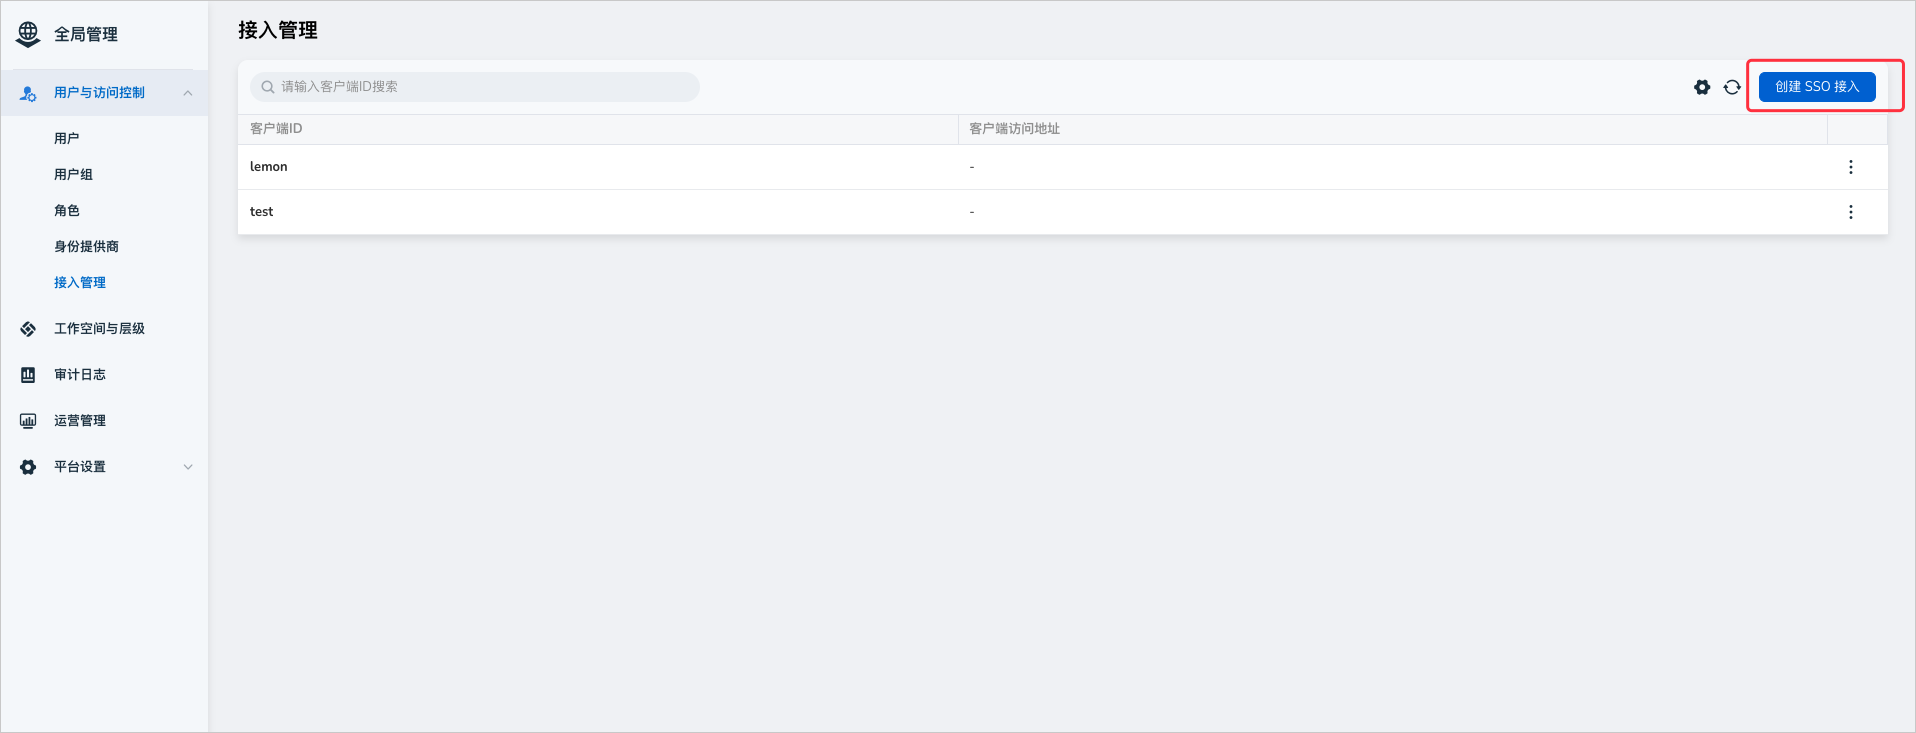 全局管理
用户与访问控制
用户
用户组
角色
身份提供商
接入管理
工作空间与层级
审计日志
运营管理
平台设置
接入管理
请输入客户端ID搜索
创建 SSO 接入
客户端ID 客户端访问地址
lemon -
test -